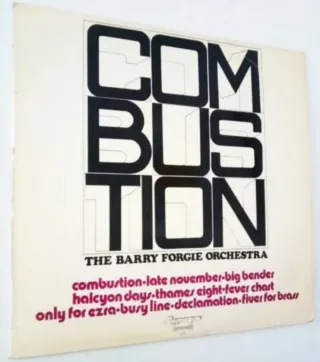 COM
BUS
TION
THE BARRY FORGIE ORCHESTRA
combustion•late november•big bender
halcyon days•thames eight•fever chart
only for ezra•busy line•declamation•fives for brass